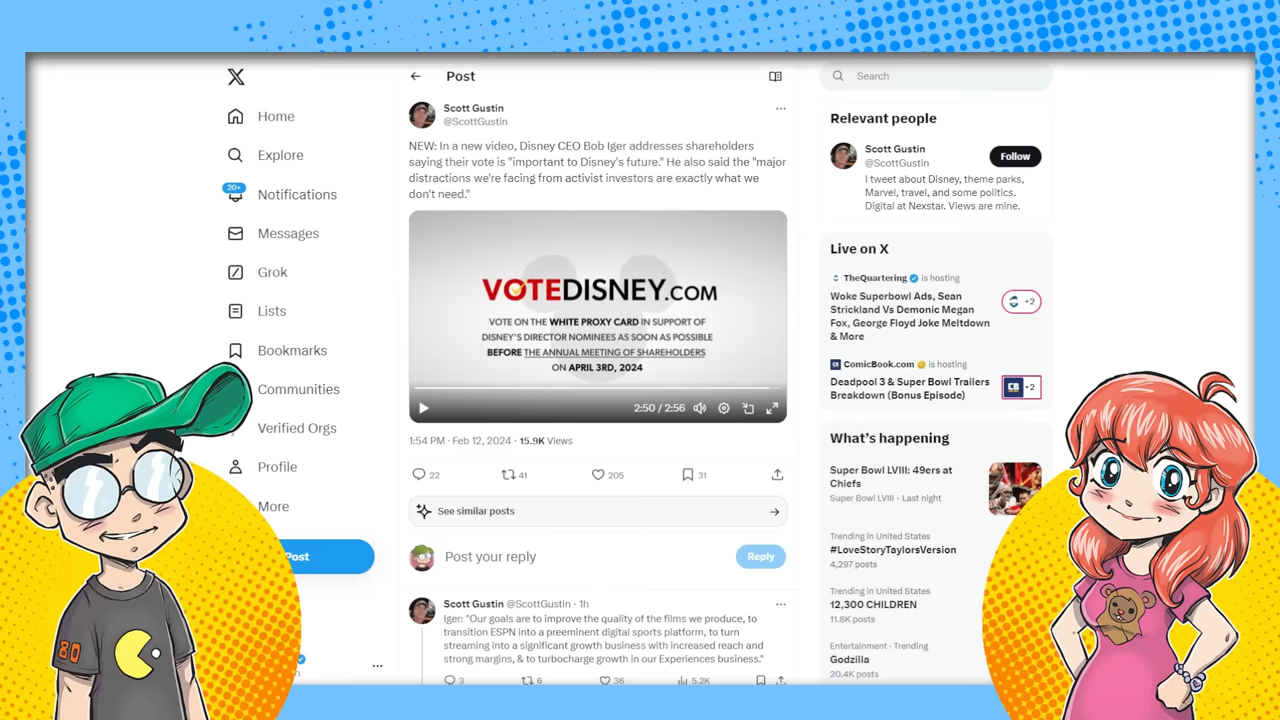 Home
Explore
20+
Notifications
Messages
Grok
Lists
Bookmarks
Communities
Verified Orgs
Profile
More
Post
80
Post
Scott Gustin
@ScottGustin
NEW: In a new video, Disney CEO Bob Iger addresses shareholders
saying their vote is "important to Disney's future." He also said the "major
distractions we're facing from activist investors are exactly what we
don't need."
VOTEDISNEY.COM
VOTE ON THE WHITE PROXY CARD IN SUPPORT OF
DISNEY'S DIRECTOR NOMINEES AS SOON AS POSSIBLE
BEFORE THE ANNUAL MEETING OF SHAREHOLDERS
ON APRIL 3RD, 2024
2:50 / 2:56
1:54 PM · Feb 12, 2024 · 15.9K Views
22 41 205 31
See similar posts
Post your reply
Reply
Scott Gustin @ScottGustin · 1h
Iger: "Our goals are to improve the quality of the films we produce, to
transition ESPN into a preeminent digital sports platform, to turn
streaming into a significant growth business with increased reach and
strong margins, & to turbocharge growth in our Experiences business."
3 6 36 5.2K
Search
Relevant people
Scott Gustin
@ScottGustin
Follow
I tweet about Disney, theme parks,
Marvel, travel, and some politics.
Digital at Nexstar. Views are mine.
Live on X
TheQuartering is hosting
Woke Superbowl Ads, Sean
Strickland Vs Demonic Megan
Fox, George Floyd Joke Meltdown
& More
+2
ComicBook.com is hosting
Deadpool 3 & Super Bowl Trailers
Breakdown (Bonus Episode)
CB
+2
What's happening
Super Bowl LVIII: 49ers at
Chiefs
Super Bowl LVIII · Last night
Trending in United States
#LoveStoryTaylorsVersion
4,297 posts
Trending in United States
12,300 CHILDREN
11.8K posts
Entertainment · Trending
Godzilla
20.4K posts